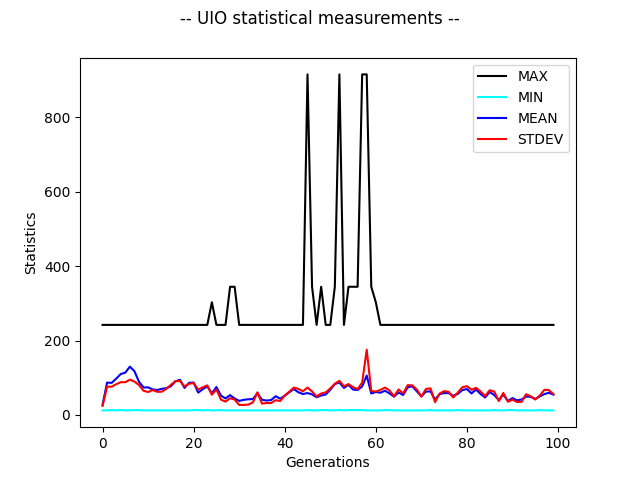 -- UIO statistical measurements --
MAX
MIN
MEAN
STDEV
Statistics
800
600
400
200
0
0 20 40 60 80 100
Generations